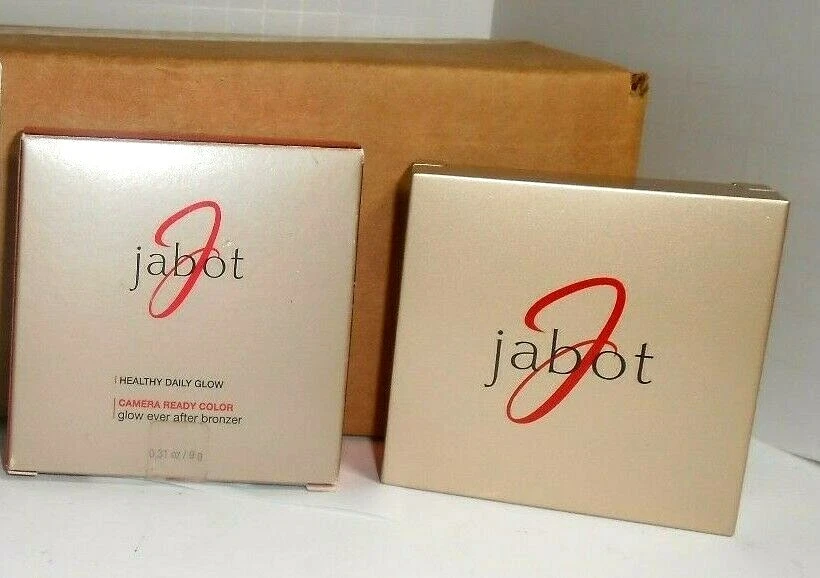 jabot
HEALTHY DAILY GLOW
CAMERA READY COLOR
glow ever after bronzer
0.31 oz / 9 g
jabot